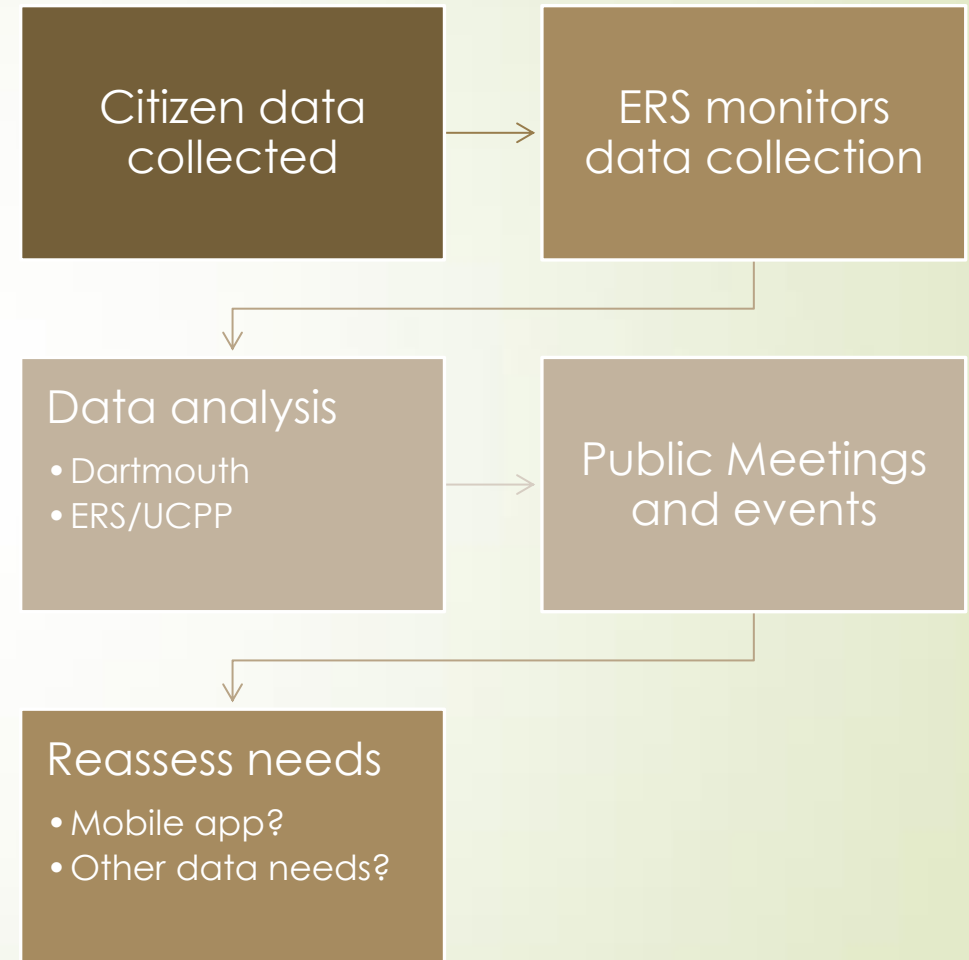 Citizen data
collected
ERS monitors
data collection
Data analysis
• Dartmouth
• ERS/UCPP
Public Meetings
and events
Reassess needs
• Mobile app?
• Other data needs?